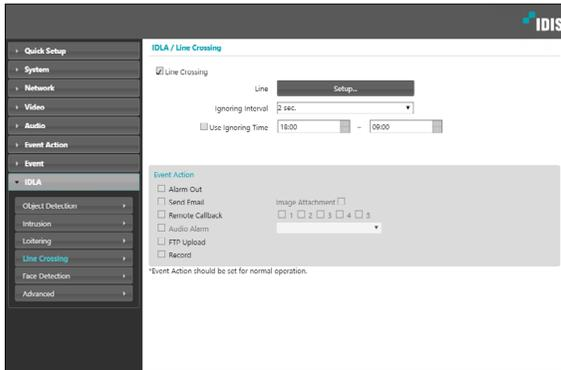 IDIS
Quick Setup
System
Network
Video
Audio
Event Action
Event
IDLA
Object Detection
Intrusion
Loitering
Line Crossing
Face Detection
Advanced
IDLA / Line Crossing
Line Crossing
Line Setup...
Ignoring Interval 2 sec.
Use Ignoring Time 18:00 – 09:00
Event Action
Alarm Out
Send Email Image Attachment
Remote Callback 1 2 3 4 5
Audio Alarm
FTP Upload
Record
*Event Action should be set for normal operation.